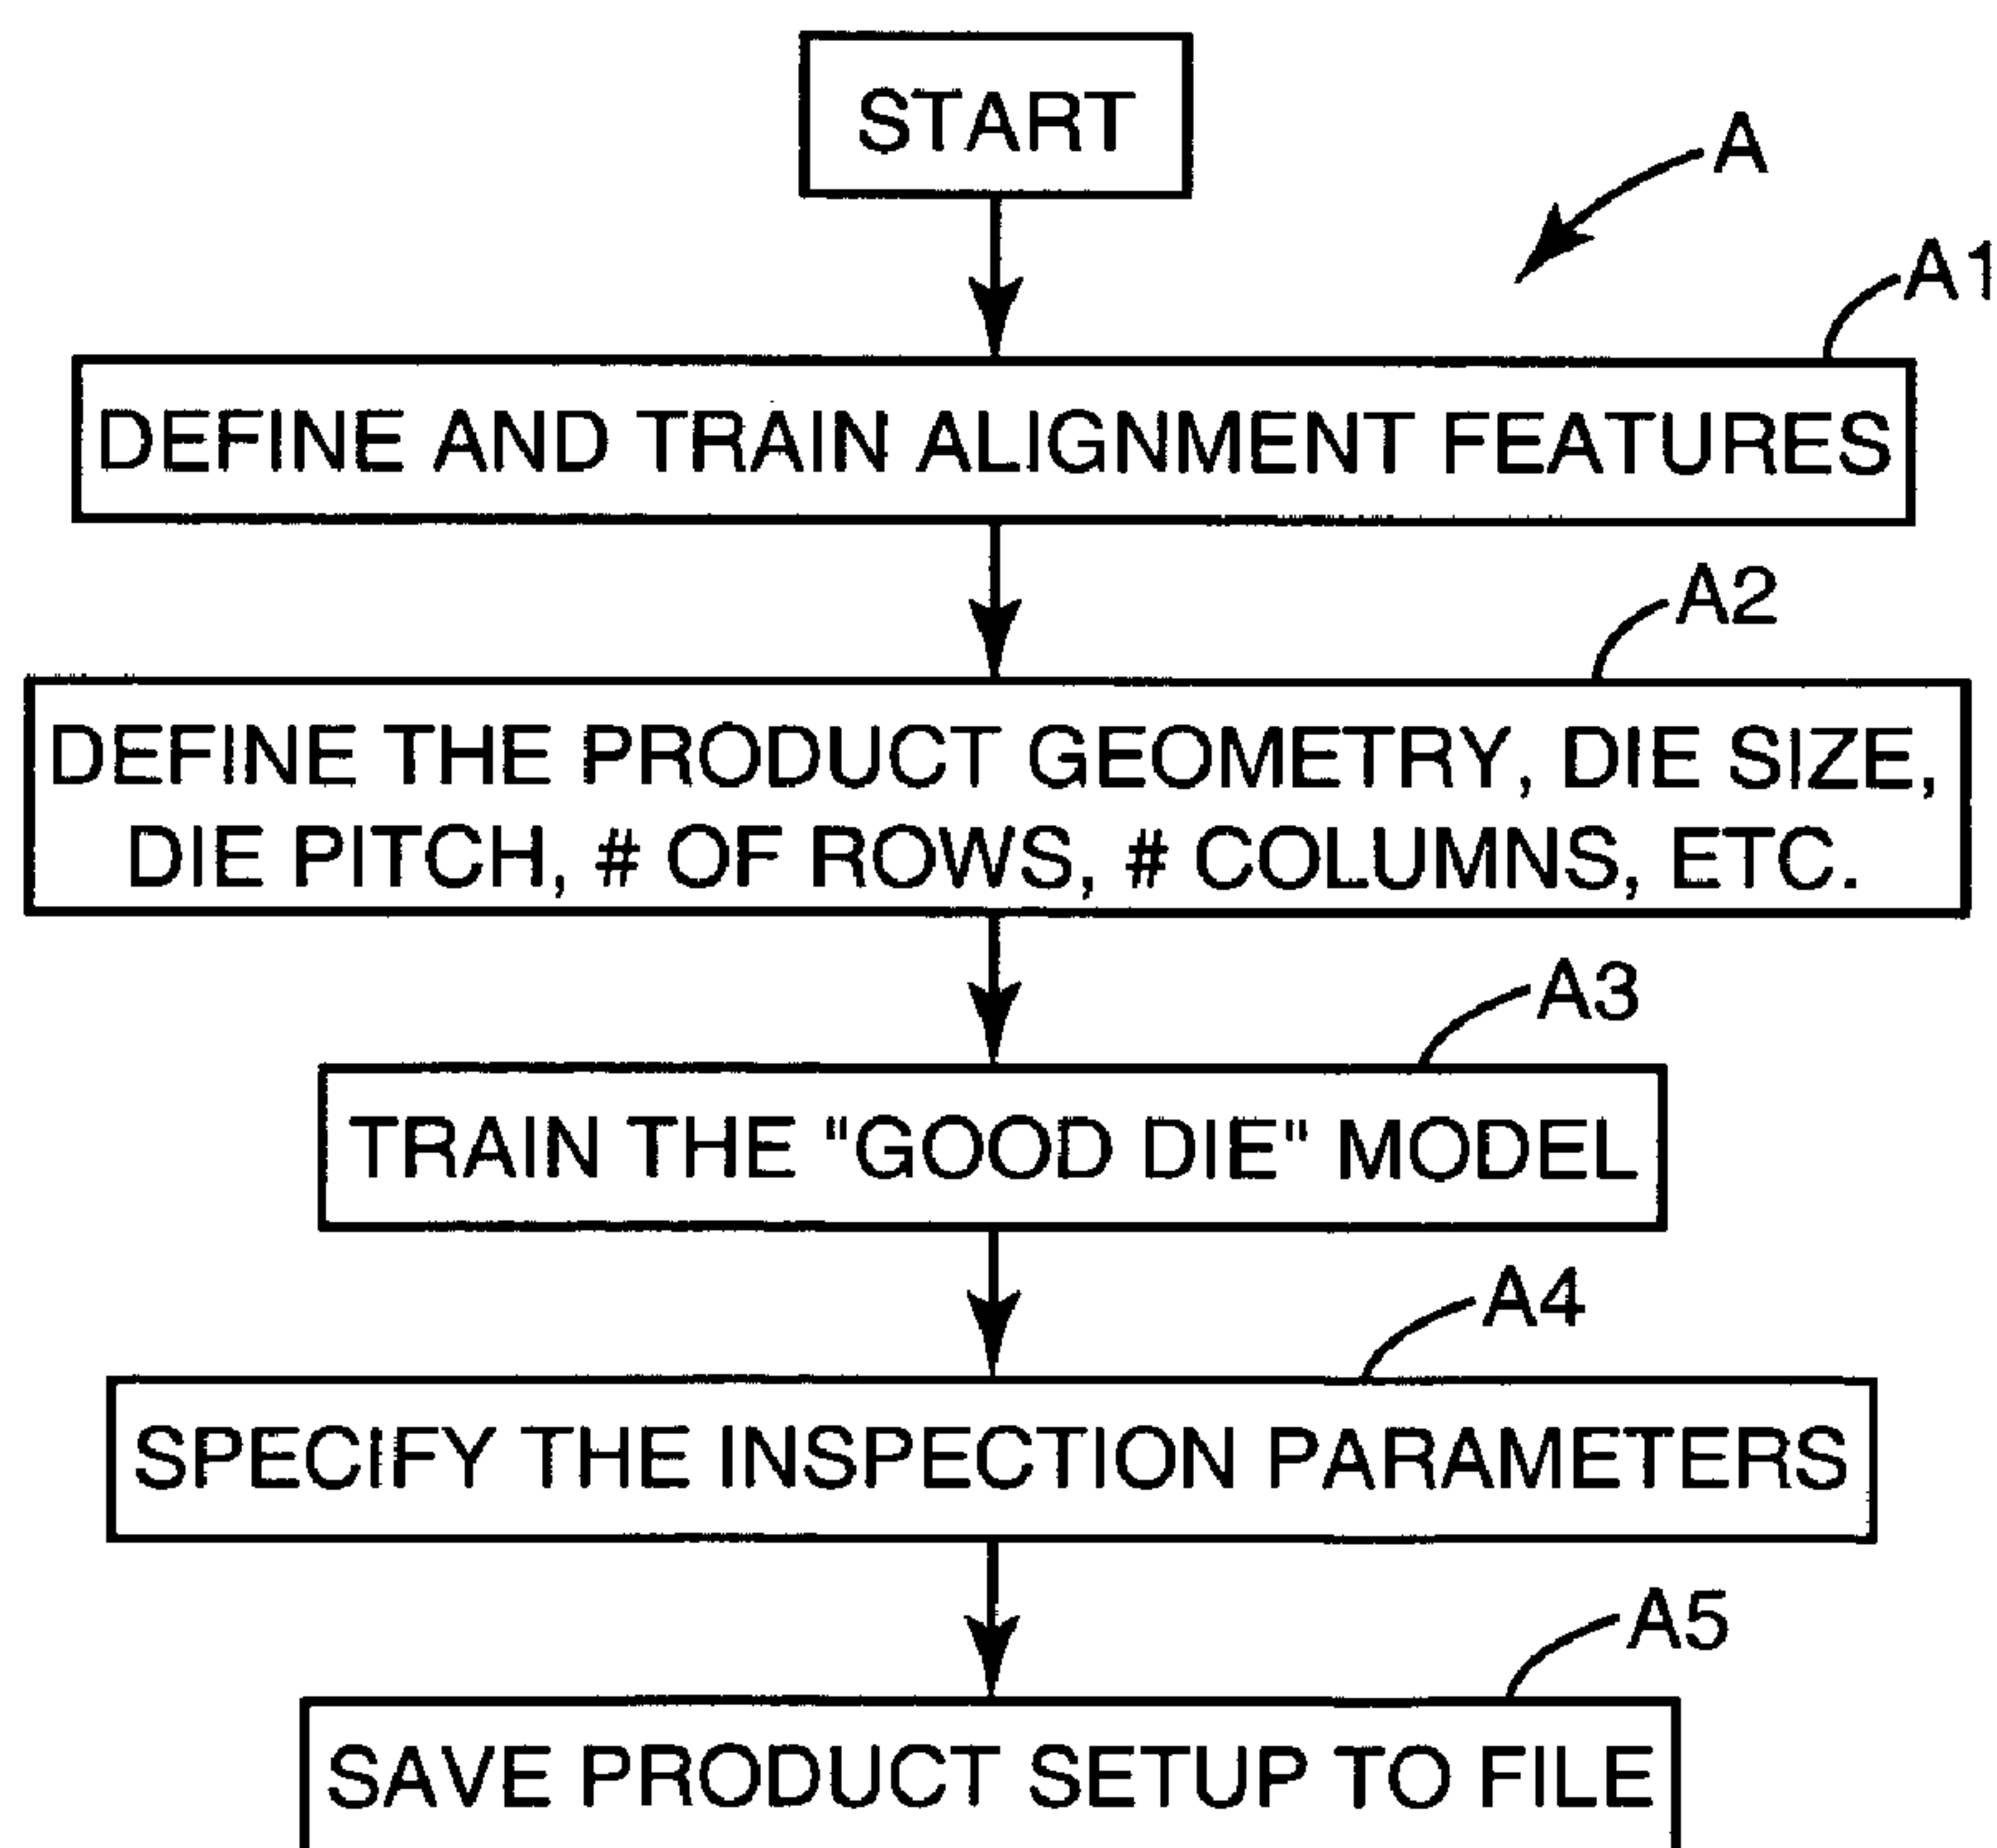 START
A
A1
DEFINE AND TRAIN ALIGNMENT FEATURES
A2
DEFINE THE PRODUCT GEOMETRY, DIE SIZE,
DIE PITCH, # OF ROWS, # COLUMNS, ETC.
A3
TRAIN THE "GOOD DIE" MODEL
A4
SPECIFY THE INSPECTION PARAMETERS
A5
SAVE PRODUCT SETUP TO FILE